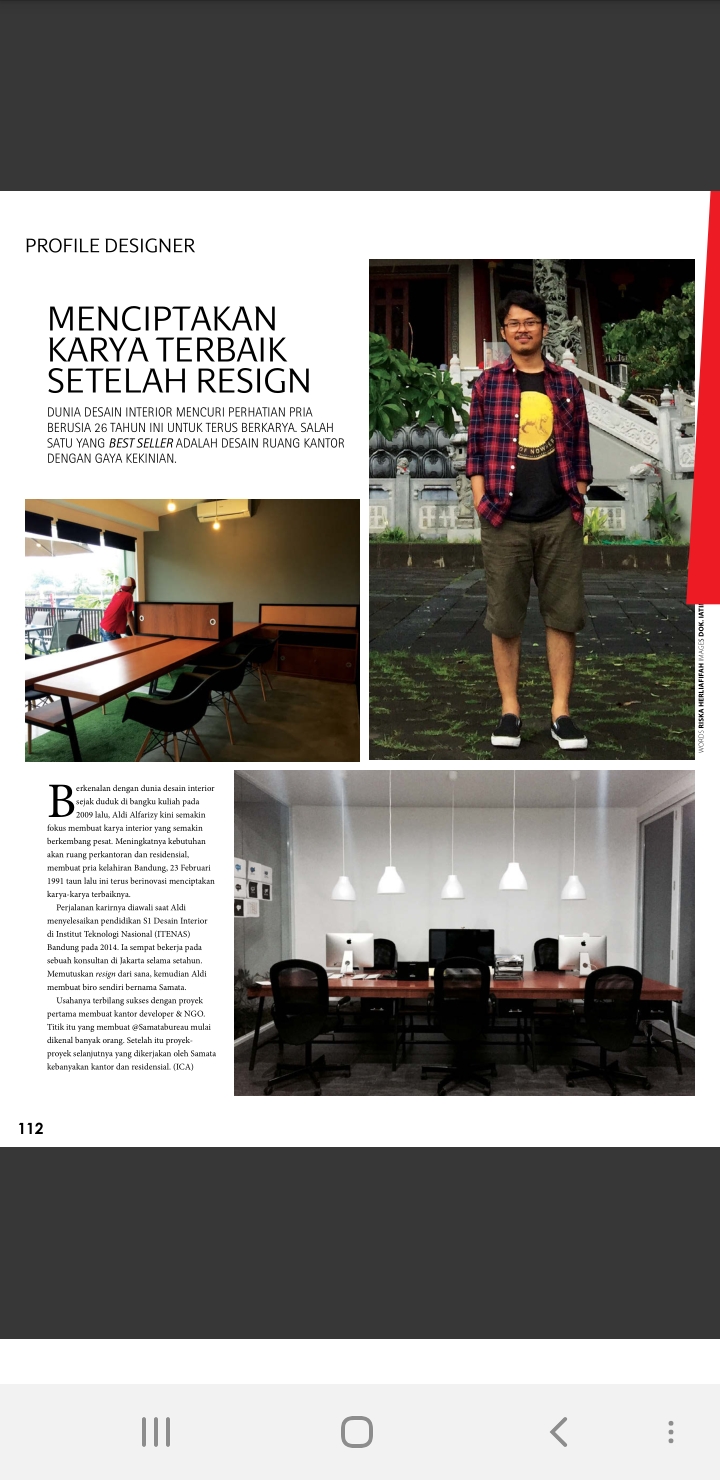 PROFILE DESIGNER
MENCIPTAKAN
KARYA TERBAIK
SETELAH RESIGN
DUNIA DESAIN INTERIOR MENCURI PERHATIAN PRIA
BERUSIA 26 TAHUN INI UNTUK TERUS BERKARYA. SALAH
SATU YANG BEST SELLER ADALAH DESAIN RUANG KANTOR
DENGAN GAYA KEKINIAN.
OF NOW
WORDS RISKA HERLIAFIFAH IMAGES DOK.
Berkenalan dengan dunia desain interior
sejak duduk di bangku kuliah pada
2009 lalu, Aldi Alfarizy kini semakin
fokus membuat karya interior yang semakin
berkembang pesat. Meningkatnya kebutuhan
akan ruang perkantoran dan residensial,
membuat pria kelahiran Bandung, 23 Februari
1991 taun lalu ini terus berinovasi menciptakan
karya-karya terbaiknya.
Perjalanan karirnya diawali saat Aldi
menyelesaikan pendidikan S1 Desain Interior
di Institut Teknologi Nasional (ITENAS)
Bandung pada 2014. Ia sempat bekerja pada
sebuah konsultan di Jakarta selama setahun.
Memutuskan resign dari sana, kemudian Aldi
membuat biro sendiri bernama Samata.
Usahanya terbilang sukses dengan proyek
pertama membuat kantor developer & NGO.
Titik itu yang membuat @Samatabureau mulai
dikenal banyak orang. Setelah itu proyek-
proyek selanjutnya yang dikerjakan oleh Samata
kebanyakan kantor dan residensial. (ICA)
112